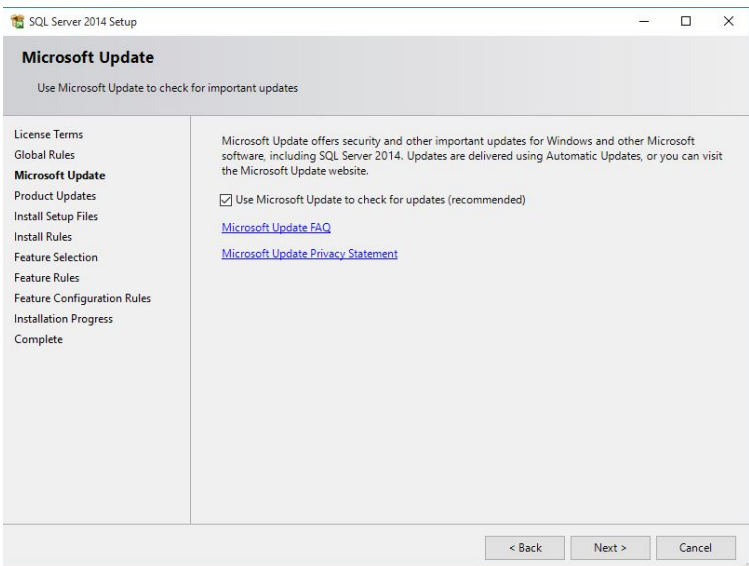 SQL Server 2014 Setup
Microsoft Update
Use Microsoft Update to check for important updates
License Terms
Global Rules
Microsoft Update
Product Updates
Install Setup Files
Install Rules
Feature Selection
Feature Rules
Feature Configuration Rules
Installation Progress
Complete
Microsoft Update offers security and other important updates for Windows and other Microsoft
software, including SQL Server 2014. Updates are delivered using Automatic Updates, or you can visit
the Microsoft Update website.
Use Microsoft Update to check for updates (recommended)
Microsoft Update FAQ
Microsoft Update Privacy Statement
< Back Next > Cancel